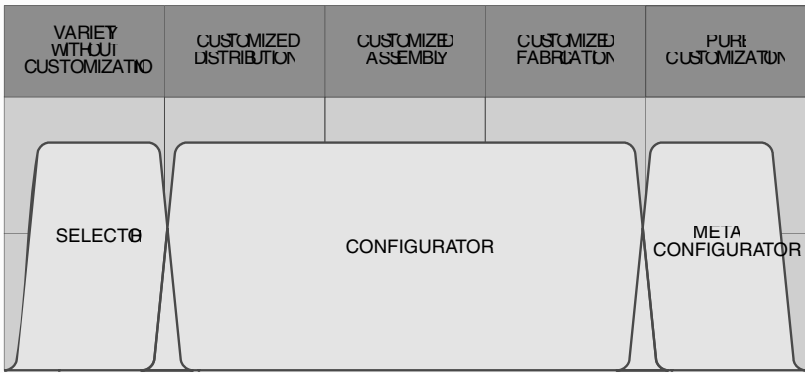 VARIETY
WITHOUT
CUSTOMIZATION
CUSTOMIZED
DISTRIBUTION
CUSTOMIZED
ASSEMBLY
CUSTOMIZED
FABRICATION
PURE
CUSTOMIZATION
SELECTOR
CONFIGURATOR
META
CONFIGURATOR